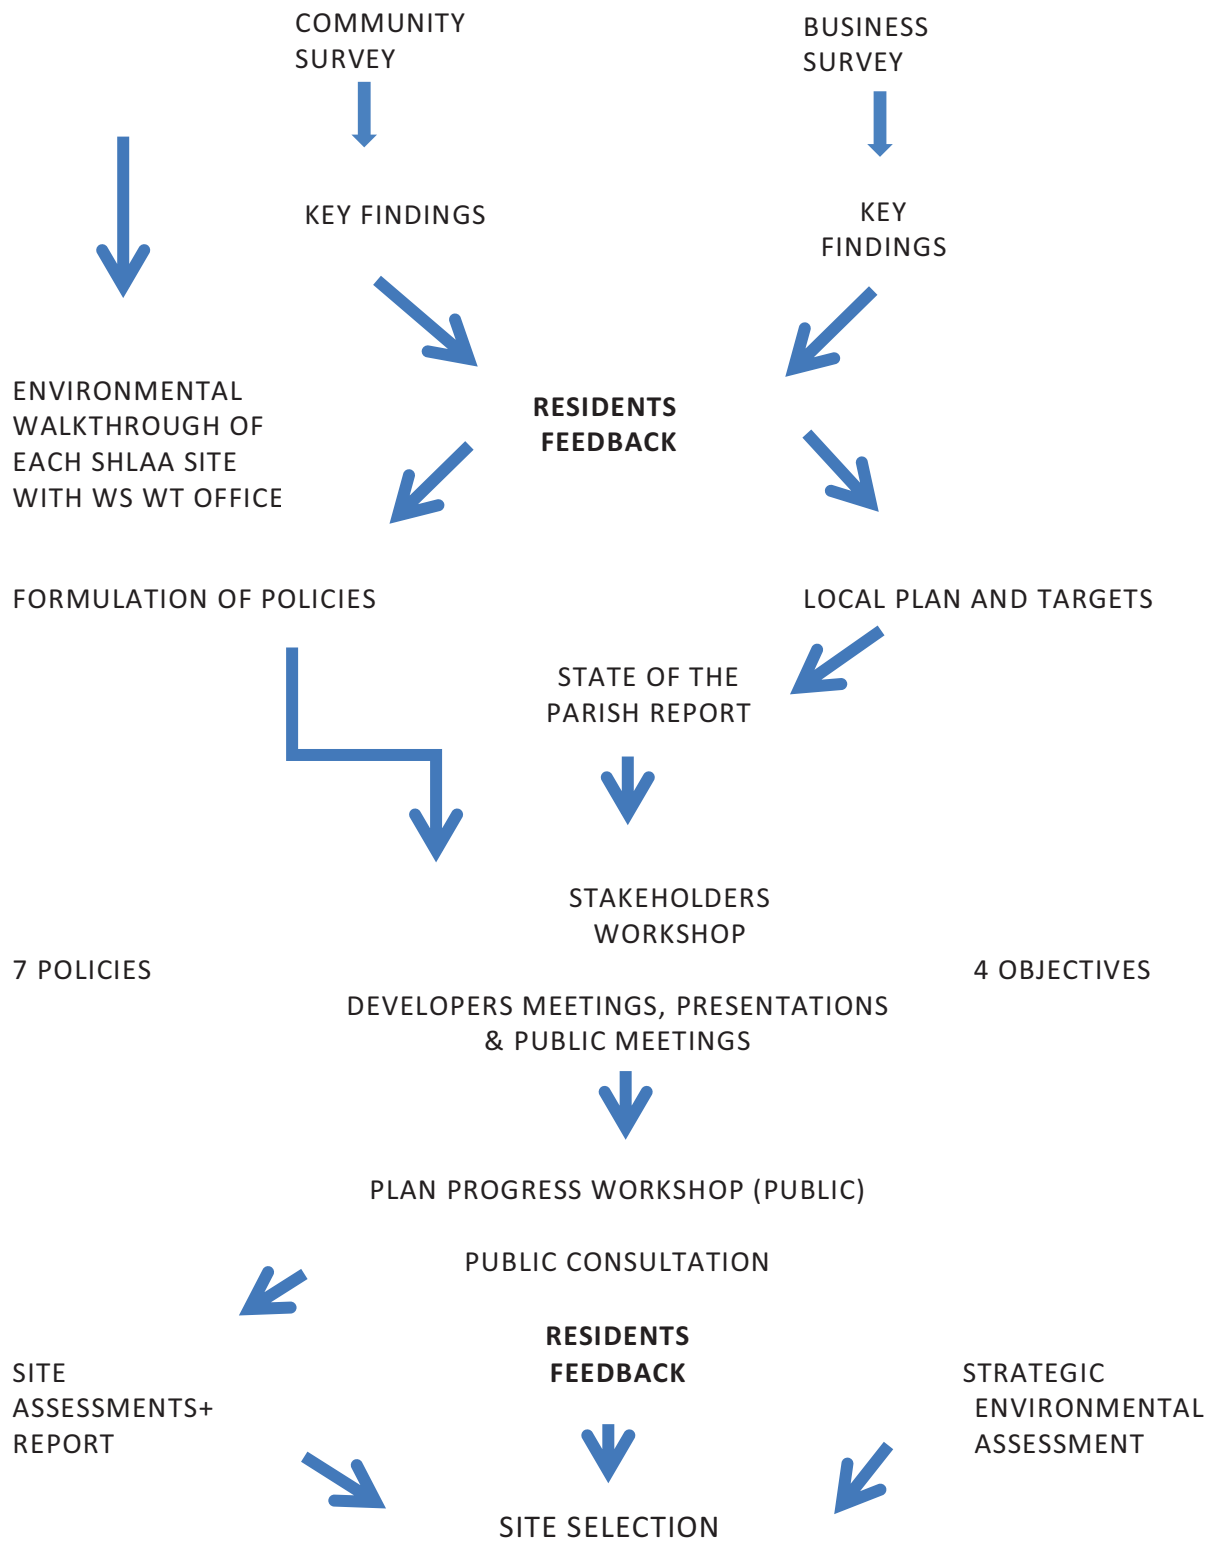 COMMUNITY
SURVEY
BUSINESS
SURVEY
KEY FINDINGS
KEY
FINDINGS
ENVIRONMENTAL
WALKTHROUGH OF
EACH SHLAA SITE
WITH WS WT OFFICE
RESIDENTS
FEEDBACK
FORMULATION OF POLICIES
LOCAL PLAN AND TARGETS
STATE OF THE
PARISH REPORT
STAKEHOLDERS
WORKSHOP
7 POLICIES
4 OBJECTIVES
DEVELOPERS MEETINGS, PRESENTATIONS
& PUBLIC MEETINGS
PLAN PROGRESS WORKSHOP (PUBLIC)
PUBLIC CONSULTATION
RESIDENTS
FEEDBACK
SITE
ASSESSMENTS+
REPORT
STRATEGIC
ENVIRONMENTAL
ASSESSMENT
SITE SELECTION